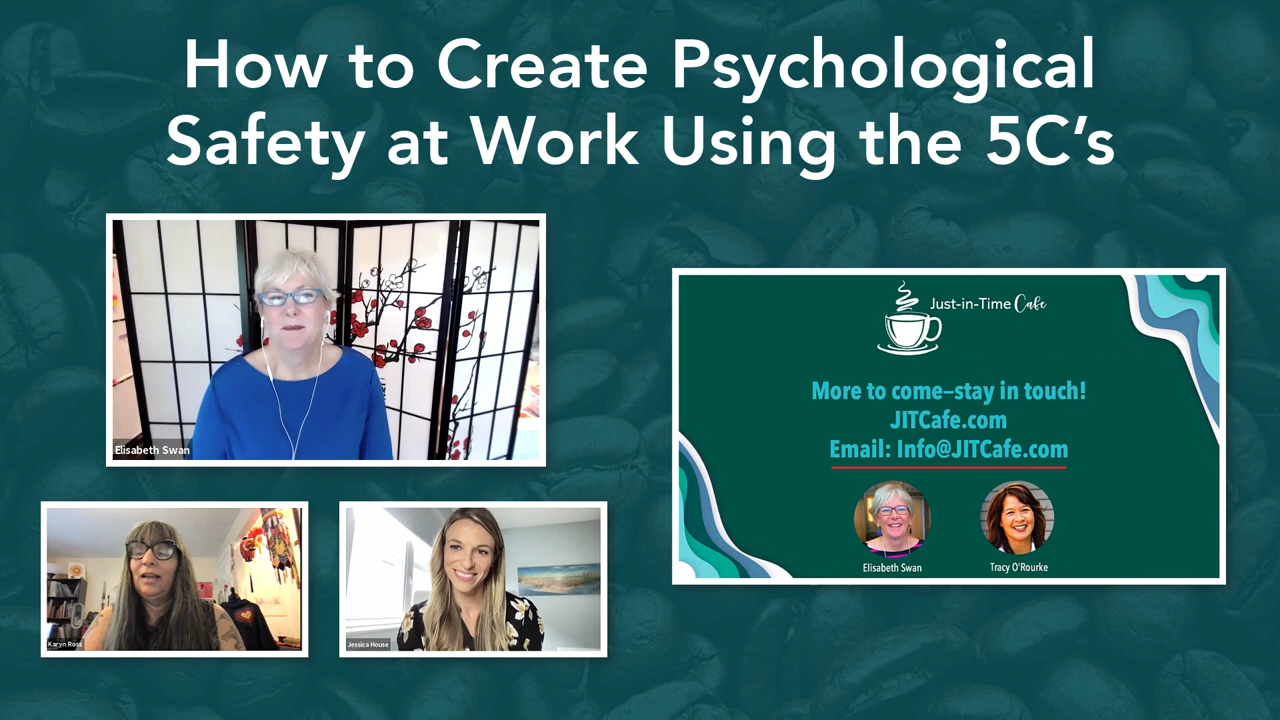 How to Create Psychological
Safety at Work Using the 5C’s
Elisabeth Swan
Karyn Ross
Jessica House
Just-in-Time Cafe
More to come–stay in touch!
JITCafe.com
Email: Info@JITCafe.com
Elisabeth Swan
Tracy O'Rourke